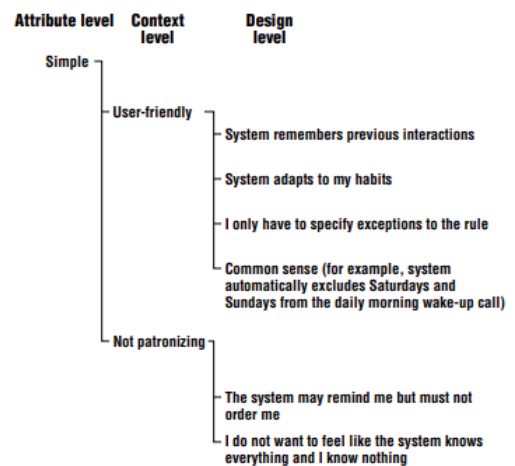 Attribute level Context level Design level
Simple
User-friendly
System remembers previous interactions
System adapts to my habits
I only have to specify exceptions to the rule
Common sense (for example, system
automatically excludes Saturdays and
Sundays from the daily morning wake-up call)
Not patronizing
The system may remind me but must not
order me
I do not want to feel like the system knows
everything and I know nothing